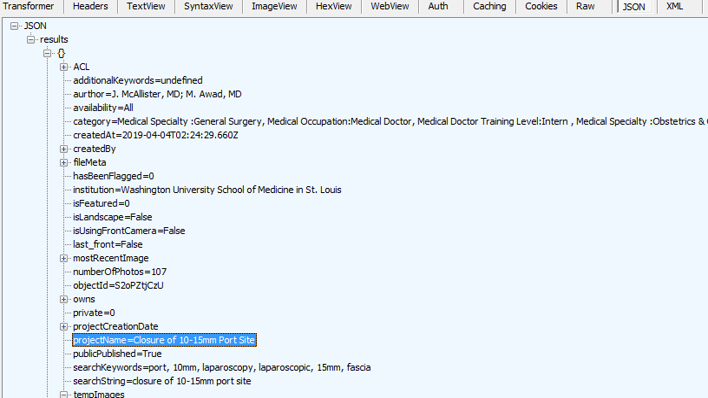 Transformer Headers TextView SyntaxView ImageView HexView WebView Auth Caching Cookies Raw JSON XML
JSON
results
{}
ACL
additionalKeywords=undefined
aurthor=J. McAllister, MD; M. Awad, MD
availability=All
category=Medical Specialty :General Surgery, Medical Occupation:Medical Doctor, Medical Doctor Training Level:Intern , Medical Specialty :Obstetrics &
createdAt=2019-04-04T02:24:29.660Z
createdBy
fileMeta
hasBeenFlagged=0
institution=Washington University School of Medicine in St. Louis
isFeatured=0
isLandscape=False
isUsingFrontCamera=False
last_front=False
mostRecentImage
numberOfPhotos=107
objectId=S2oPZtjCzU
owns
private=0
projectCreationDate
projectName=Closure of 10-15mm Port Site
publicPublished=True
searchKeywords=port, 10mm, laparoscopy, laparoscopic, 15mm, fascia
searchString=closure of 10-15mm port site
tempImages